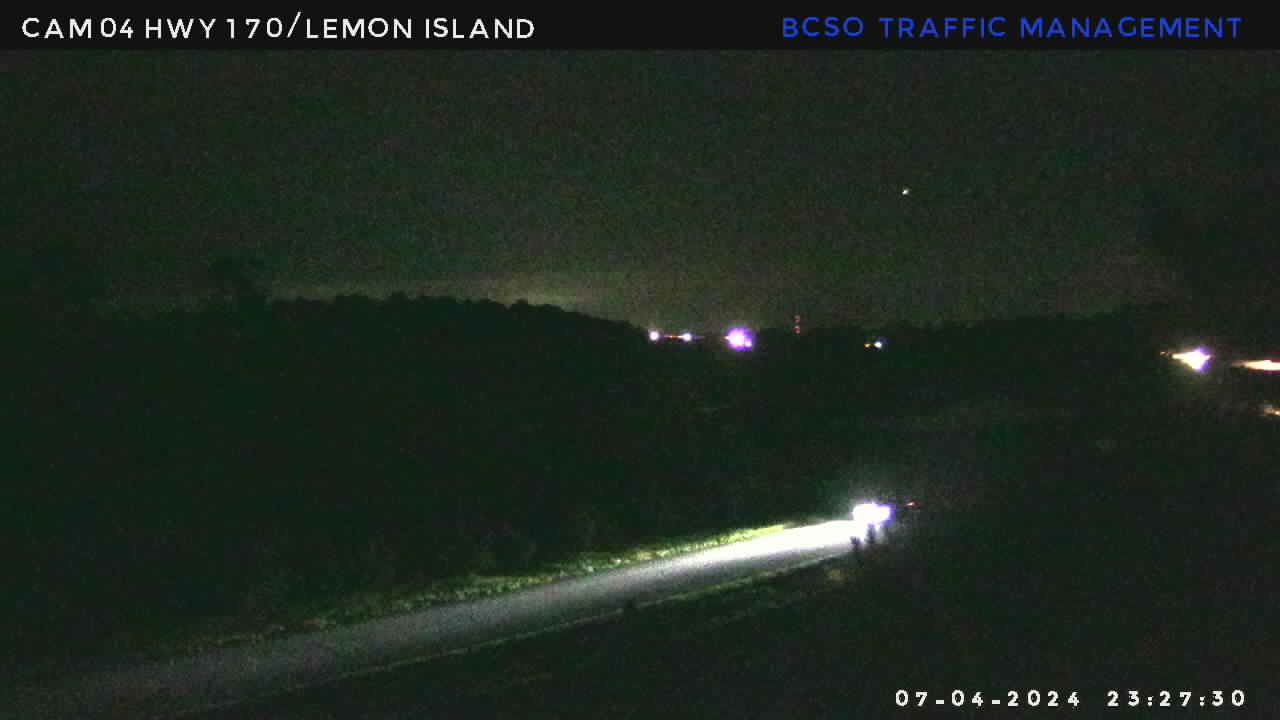 CAM04 HWY 170/LEMON ISLAND
BCSO TRAFFIC MANAGEMENT
07-04-2024 23:27:30